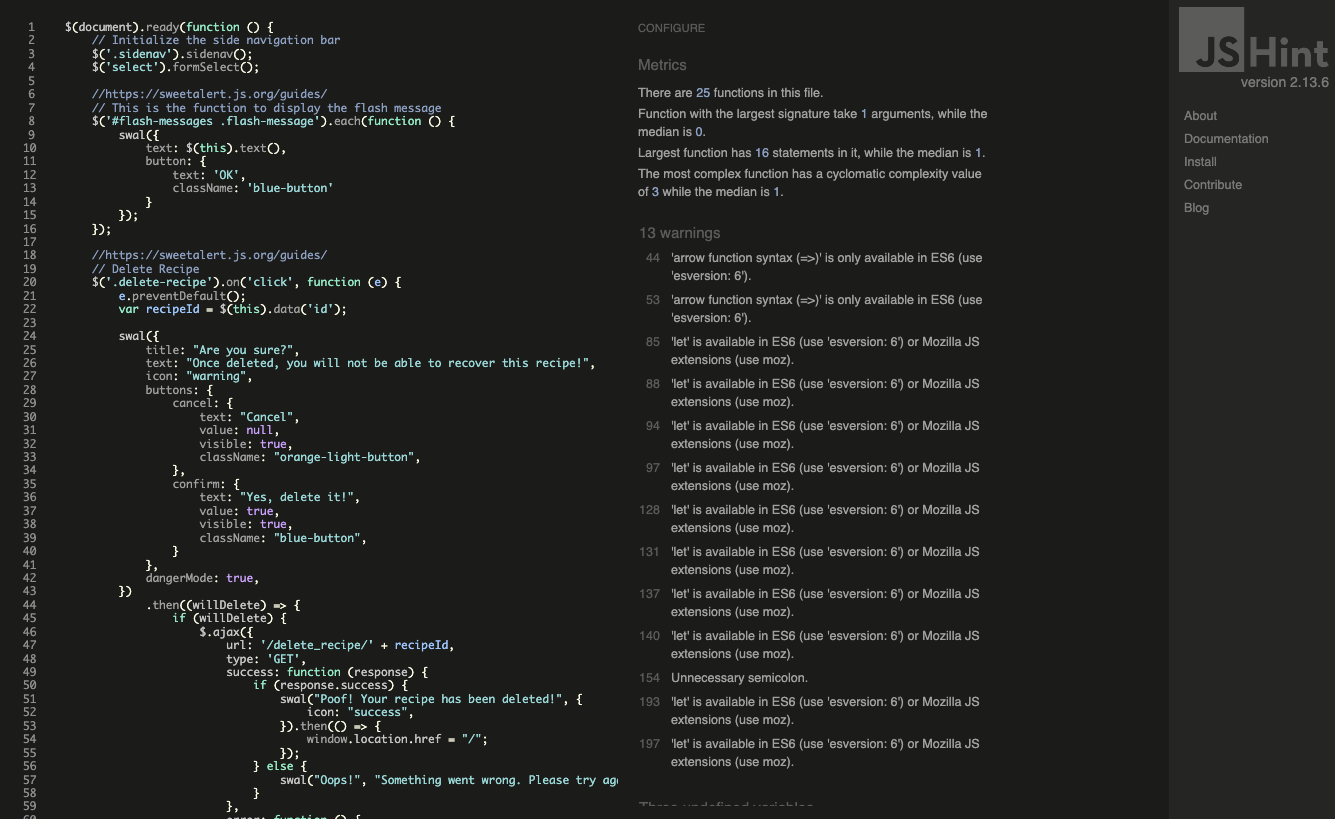 1 $(document).ready(function () {
2 // Initialize the side navigation bar
3 $('.sidenav').sidenav();
4 $('select').formSelect();
5
6 //https://sweetalert.js.org/guides/
7 // This is the function to display the flash message
8 $('#flash-messages .flash-message').each(function () {
9 swal({
10 text: $(this).text(),
11 button: {
12 text: 'OK',
13 className: 'blue-button'
14 }
15 });
16 });
17
18 //https://sweetalert.js.org/guides/
19 // Delete Recipe
20 $('.delete-recipe').on('click', function (e) {
21 e.preventDefault();
22 var recipeId = $(this).data('id');
23
24 swal({
25 title: "Are you sure?",
26 text: "Once deleted, you will not be able to recover this recipe!",
27 icon: "warning",
28 buttons: {
29 cancel: {
30 text: "Cancel",
31 value: null,
32 visible: true,
33 className: "orange-light-button",
34 },
35 confirm: {
36 text: "Yes, delete it!",
37 value: true,
38 visible: true,
39 className: "blue-button",
40 }
41 },
42 dangerMode: true,
43 })
44 .then((willDelete) => {
45 if (willDelete) {
46 $.ajax({
47 url: '/delete_recipe/' + recipeId,
48 type: 'GET',
49 success: function (response) {
50 if (response.success) {
51 swal("Poof! Your recipe has been deleted!", {
52 icon: "success",
53 }).then(() => {
54 window.location.href = "/";
55 });
56 } else {
57 swal("Oops!", "Something went wrong. Please try aga
58 }
59 },
60 error: function () {
CONFIGURE
Metrics
There are 25 functions in this file.
Function with the largest signature take 1 arguments, while the
median is 0.
Largest function has 16 statements in it, while the median is 1.
The most complex function has a cyclomatic complexity value
of 3 while the median is 1.
13 warnings
44 'arrow function syntax (=>)' is only available in ES6 (use
'esversion: 6').
53 'arrow function syntax (=>)' is only available in ES6 (use
'esversion: 6').
85 'let' is available in ES6 (use 'esversion: 6') or Mozilla JS
extensions (use moz).
88 'let' is available in ES6 (use 'esversion: 6') or Mozilla JS
extensions (use moz).
94 'let' is available in ES6 (use 'esversion: 6') or Mozilla JS
extensions (use moz).
97 'let' is available in ES6 (use 'esversion: 6') or Mozilla JS
extensions (use moz).
128 'let' is available in ES6 (use 'esversion: 6') or Mozilla JS
extensions (use moz).
131 'let' is available in ES6 (use 'esversion: 6') or Mozilla JS
extensions (use moz).
137 'let' is available in ES6 (use 'esversion: 6') or Mozilla JS
extensions (use moz).
140 'let' is available in ES6 (use 'esversion: 6') or Mozilla JS
extensions (use moz).
154 Unnecessary semicolon.
193 'let' is available in ES6 (use 'esversion: 6') or Mozilla JS
extensions (use moz).
197 'let' is available in ES6 (use 'esversion: 6') or Mozilla JS
extensions (use moz).
Three undefined variables
JSHint
version 2.13.6
About
Documentation
Install
Contribute
Blog